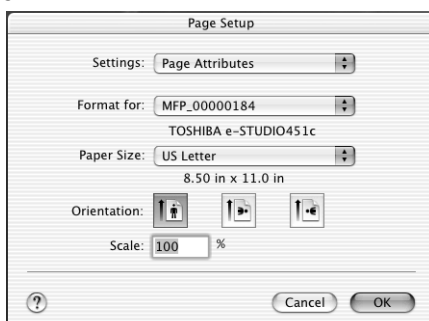 Page Setup
Settings: Page Attributes
Format for: MFP_00000184
TOSHIBA e-STUDIO451c
Paper Size: US Letter
8.50 in x 11.0 in
Orientation:
Scale: 100 %
? Cancel OK